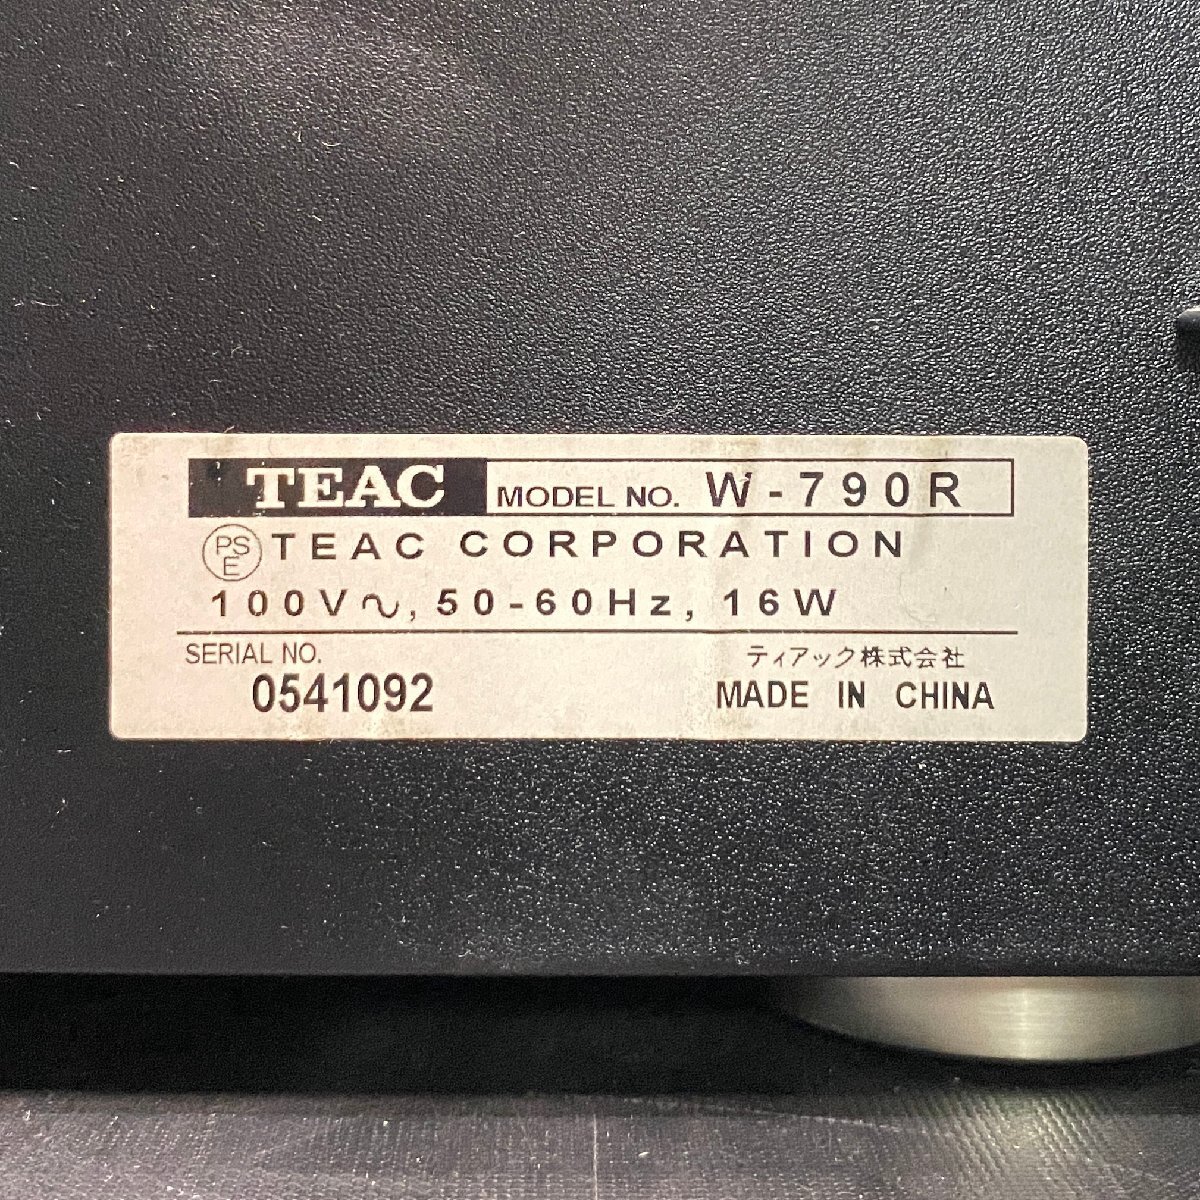 TEAC MODEL NO. W-790R
PSE TEAC CORPORATION
100V~, 50-60Hz, 16W
SERIAL NO.
0541092
ティアック株式会社
MADE IN CHINA